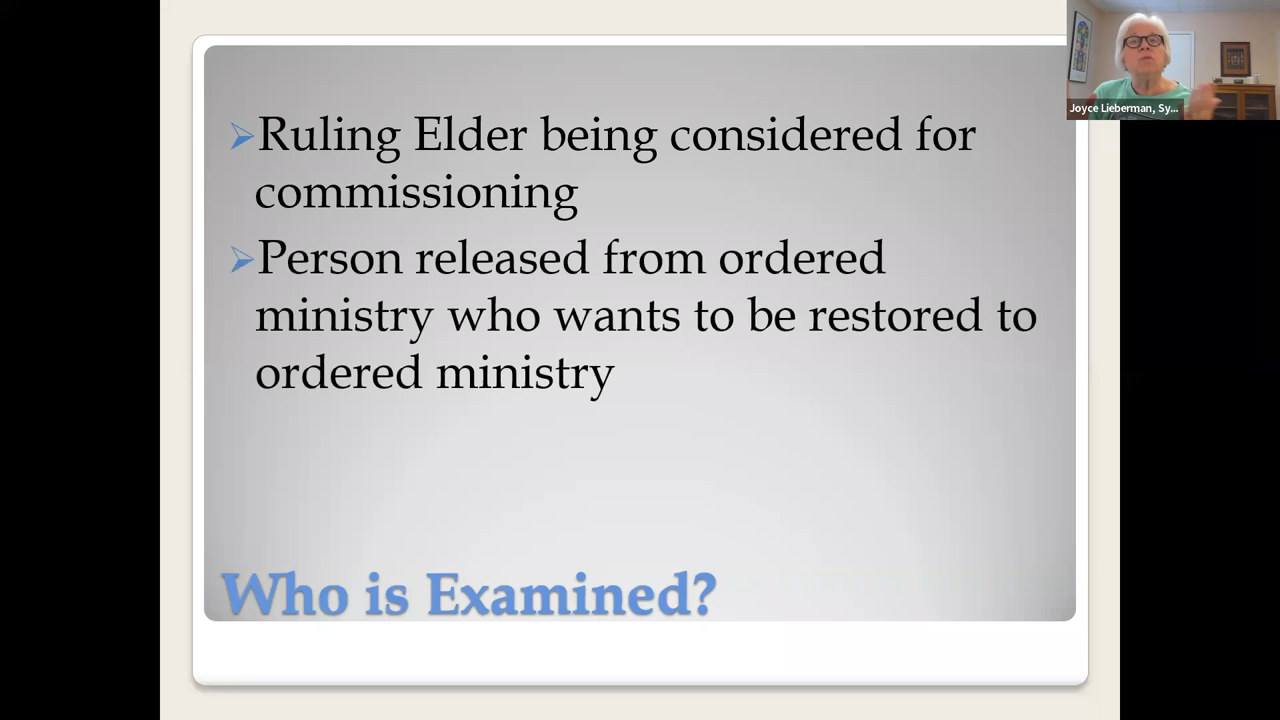 Ruling Elder being considered for
commissioning
Person released from ordered
ministry who wants to be restored to
ordered ministry
Who is Examined?
Joyce Lieberman, Sy...